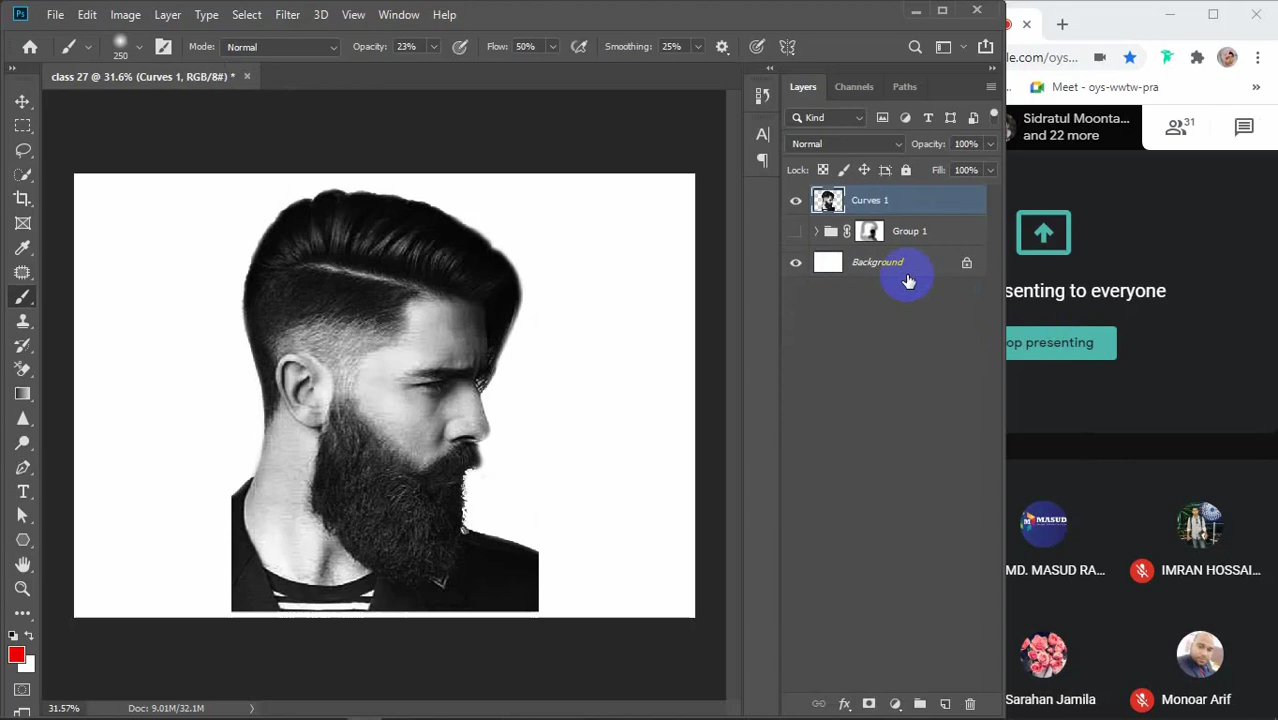 Ps File Edit Image Layer Type Select Filter 3D View Window Help
250 Mode: Normal Opacity: 23% Flow: 50% Smoothing: 25%
class 27 @ 31.6% (Curves 1, RGB/8#) * ×
Layers Channels Paths
Kind
Normal Opacity: 100%
Lock: Fill: 100%
Curves 1
Group 1
Background
31.57% Doc: 9.01M/32.1M
le.com/oys
Meet - oys-wwtw-pra
Sidratul Moonta...
and 22 more
31
senting to everyone
op presenting
MASUD
MD. MASUD RA...
IMRAN HOSSAI...
Sarahan Jamila
Monoar Arif